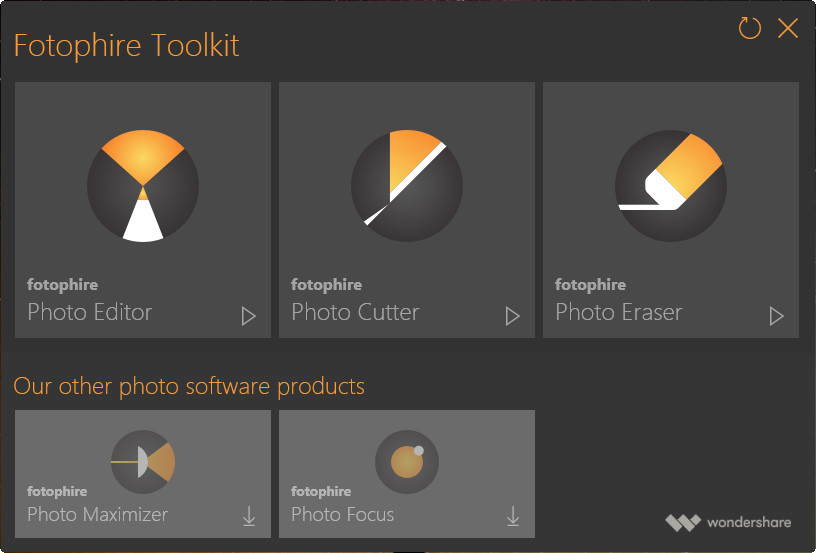 Fotophire Toolkit
fotophire
Photo Editor
fotophire
Photo Cutter
fotophire
Photo Eraser
Our other photo software products
fotophire
Photo Maximizer
fotophire
Photo Focus
wondershare